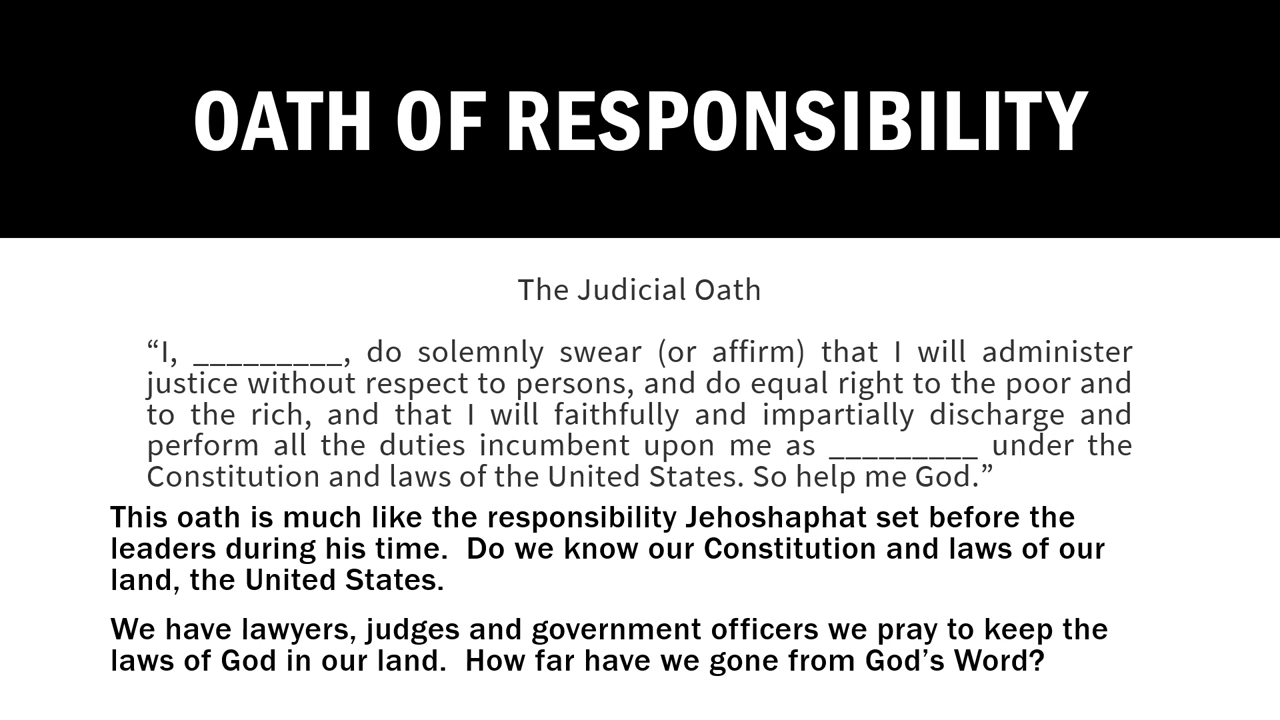 OATH OF RESPONSIBILITY
The Judicial Oath
“I, _________, do solemnly swear (or affirm) that I will administer
justice without respect to persons, and do equal right to the poor and
to the rich, and that I will faithfully and impartially discharge and
perform all the duties incumbent upon me as _________ under the
Constitution and laws of the United States. So help me God.”
This oath is much like the responsibility Jehoshaphat set before the
leaders during his time.  Do we know our Constitution and laws of our
land, the United States.
We have lawyers, judges and government officers we pray to keep the
laws of God in our land.  How far have we gone from God’s Word?